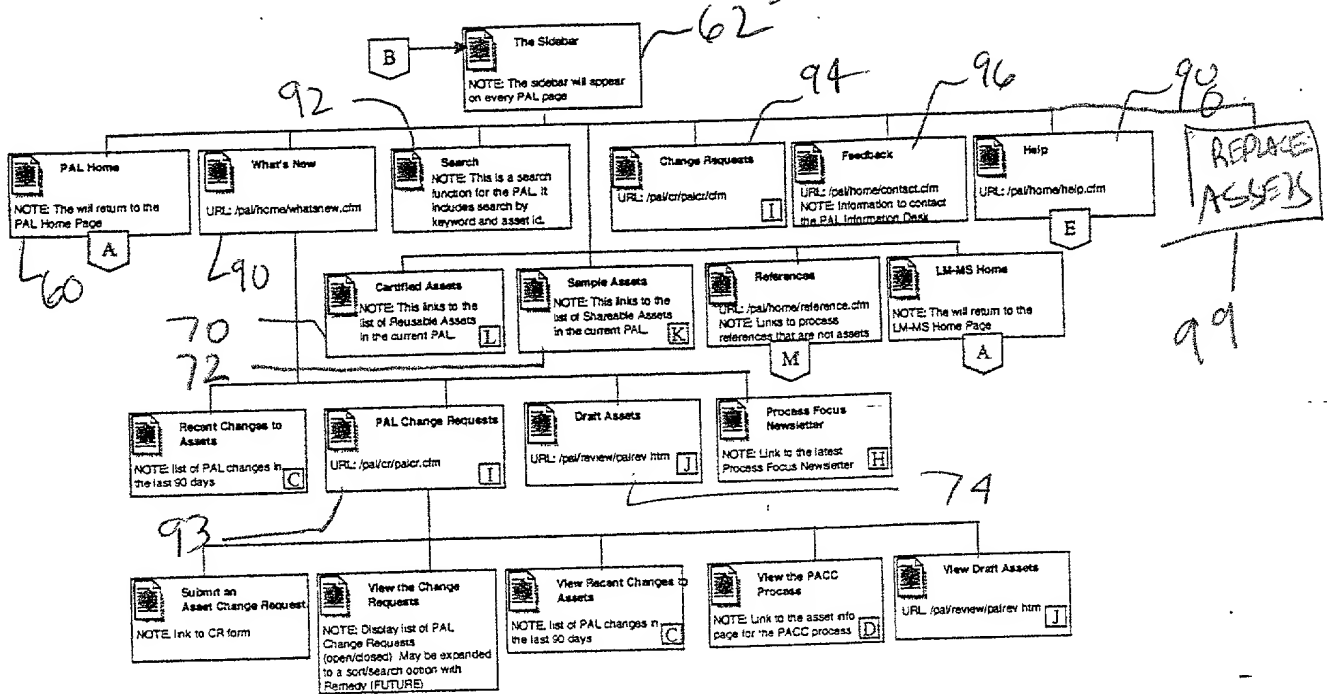 62
B
The Sidebar
NOTE: The sidebar will appear
on every PAL page
92
94
96
90
6
PAL Home
NOTE: The will return to the
PAL Home Page
A
60
What's New
URL: /pal/home/whatsnew.cfm
90
Search
NOTE: This is a search
function for the PAL. It
includes search by
keyword and asset id.
Change Requests
URL: /pal/cr/palcr/cfm
I
Feedback
URL: /pal/home/contact.cfm
NOTE: Information to contact
the PAL Information Desk
Help
URL: /pal/home/help.cfm
E
REPLACE
ASSETS
99
70
72
Certified Assets
NOTE: This links to the
list of Reusable Assets
in the current PAL.
L
Sample Assets
NOTE: This links to the
list of Shareable Assets
in the current PAL.
K
References
URL: /pal/home/reference.cfm
NOTE: Links to process
references that are not assets
M
LM-MS Home
NOTE: The will return to the
LM-MS Home Page
A
Recent Changes to
Assets
NOTE: list of PAL changes in
the last 90 days
C
PAL Change Requests
URL: /pal/cr/palcr.cfm
I
Draft Assets
URL: /pal/review/palrev htm
J
Process Focus
Newsletter
NOTE: Link to the latest
Process Focus Newsletter
H
74
93
Submit an
Asset Change Request
NOTE link to CR form
View the Change
Requests
NOTE: Display list of PAL
Change Requests
(open/closed) May be expanded
to a sort/search option with
Remedy (FUTURE)
View Recent Changes to
Assets
NOTE: list of PAL changes in
the last 90 days
C
View the PACC
Process
NOTE: Link to the asset info
page for the PACC process
D
View Draft Assets
URL /pal/review/palrev htm
J